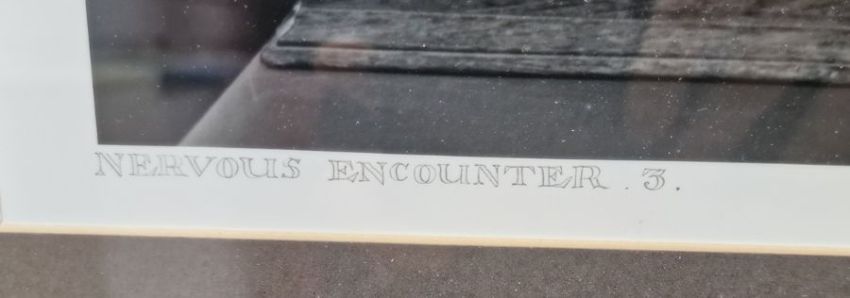 NERVOUS ENCOUNTER . 3 .